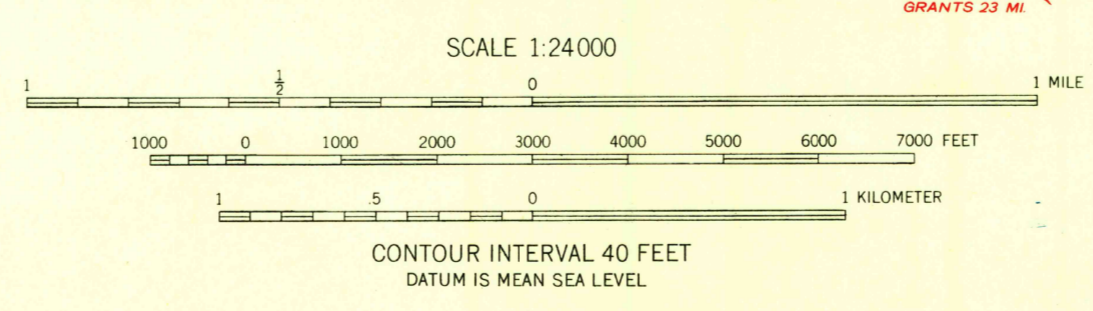 GRANTS 23 MI.
SCALE 1:24000
1 ½ 0 1 MILE
1000 0 1000 2000 3000 4000 5000 6000 7000 FEET
1 .5 0 1 KILOMETER
CONTOUR INTERVAL 40 FEET
DATUM IS MEAN SEA LEVEL